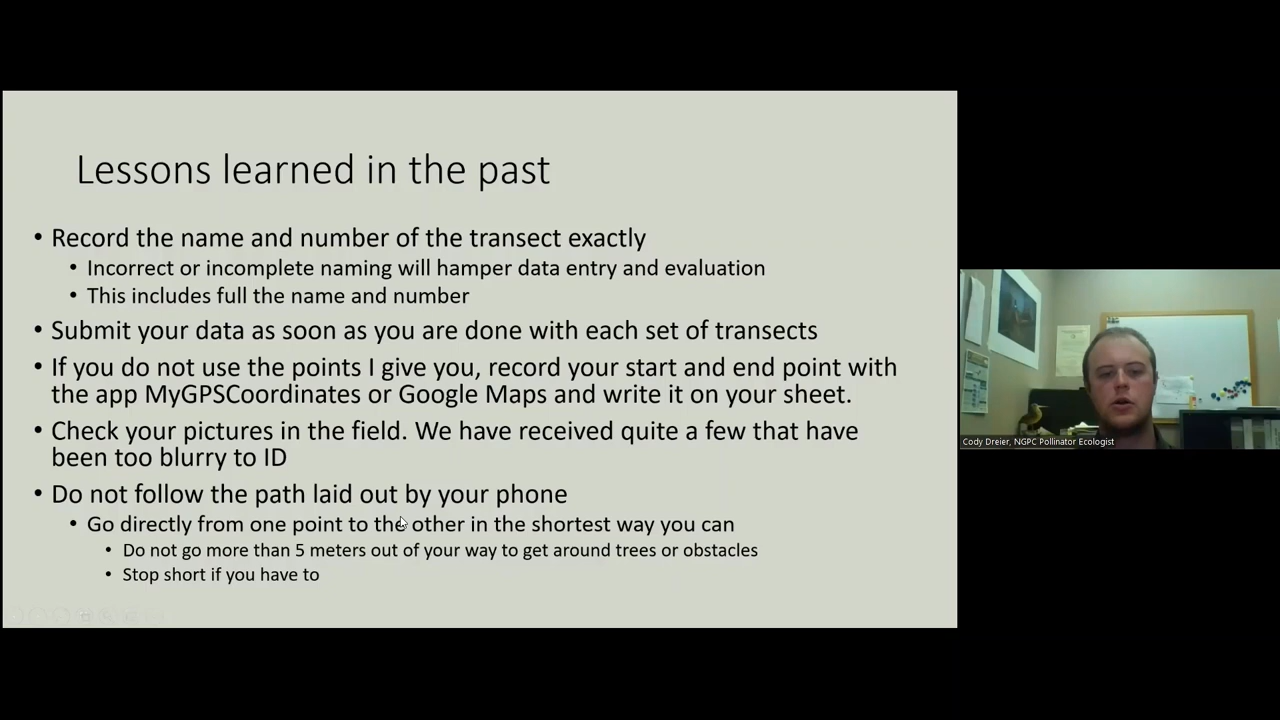 Lessons learned in the past
• Record the name and number of the transect exactly
• Incorrect or incomplete naming will hamper data entry and evaluation
• This includes full the name and number
• Submit your data as soon as you are done with each set of transects
• If you do not use the points I give you, record your start and end point with
the app MyGPSCoordinates or Google Maps and write it on your sheet.
• Check your pictures in the field. We have received quite a few that have
been too blurry to ID
• Do not follow the path laid out by your phone
• Go directly from one point to the other in the shortest way you can
• Do not go more than 5 meters out of your way to get around trees or obstacles
• Stop short if you have to
Cody Dreier, NGPC Pollinator Ecologist